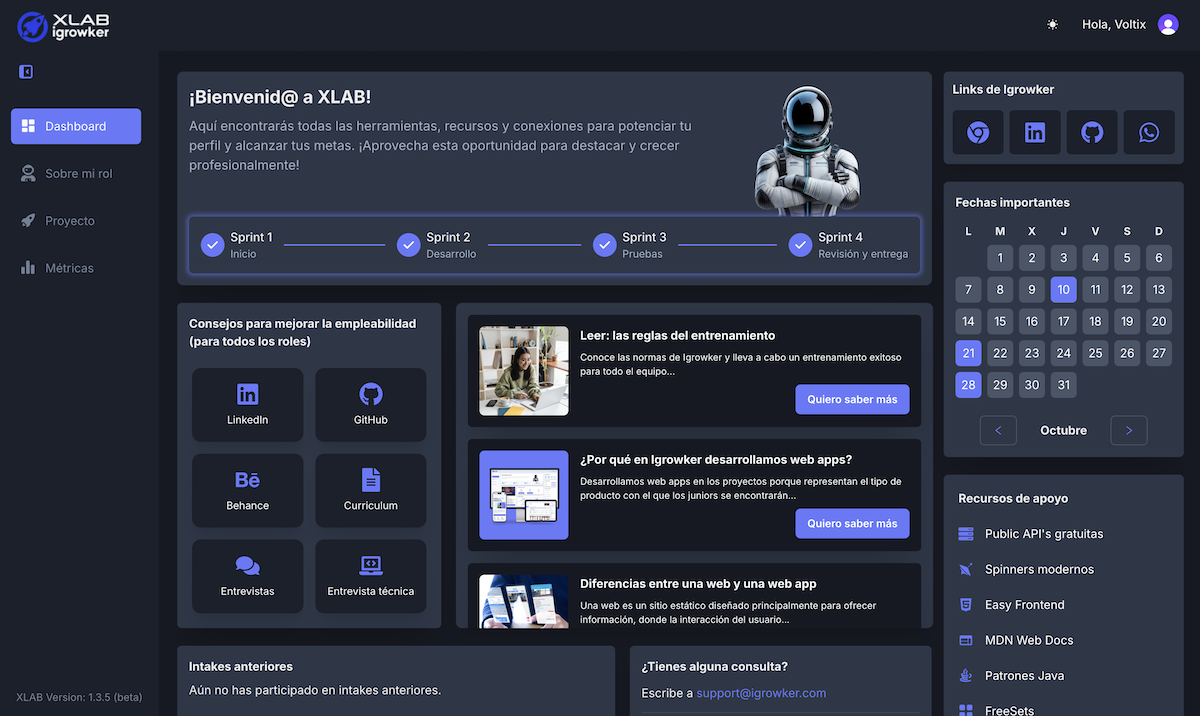 XLAB
igrowker
Hola, Voltix
Dashboard
Sobre mi rol
Proyecto
Métricas
XLAB Version: 1.3.5 (beta)
¡Bienvenid@ a XLAB!
Aquí encontrarás todas las herramientas, recursos y conexiones para potenciar tu
perfil y alcanzar tus metas. ¡Aprovecha esta oportunidad para destacar y crecer
profesionalmente!
Sprint 1
Inicio
Sprint 2
Desarrollo
Sprint 3
Pruebas
Sprint 4
Revisión y entrega
Consejos para mejorar la empleabilidad
(para todos los roles)
LinkedIn
GitHub
Behance
Curriculum
Entrevistas
Entrevista técnica
Leer: las reglas del entrenamiento
Conoce las normas de Igrowker y lleva a cabo un entrenamiento exitoso
para todo el equipo...
Quiero saber más
¿Por qué en Igrowker desarrollamos web apps?
Desarrollamos web apps en los proyectos porque representan el tipo de
producto con el que los juniors se encontrarán...
Quiero saber más
Diferencias entre una web y una web app
Una web es un sitio estático diseñado principalmente para ofrecer
información, donde la interacción del usuario...
Intakes anteriores
Aún no has participado en intakes anteriores.
¿Tienes alguna consulta?
Escribe a support@igrowker.com
Links de Igrowker
Fechas importantes
L M X J V S D
1 2 3 4 5 6
7 8 9 10 11 12 13
14 15 16 17 18 19 20
21 22 23 24 25 26 27
28 29 30 31
< Octubre >
Recursos de apoyo
Public API's gratuitas
Spinners modernos
Easy Frontend
MDN Web Docs
Patrones Java
FreeSets